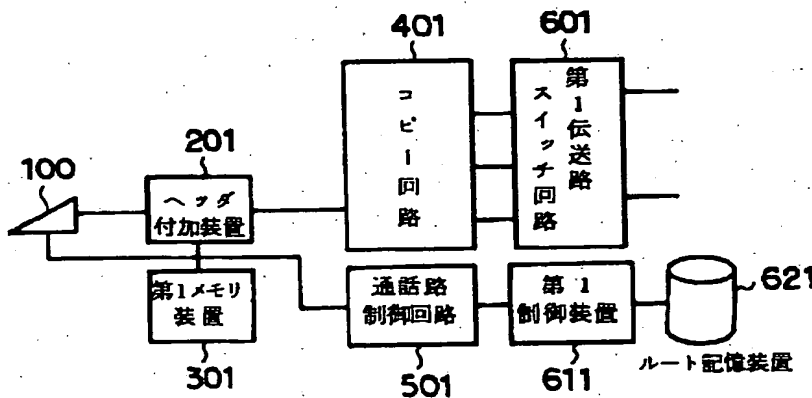 401
601
コピー回路
第1伝送路
スイッチ回路
201
100
ヘッダ
付加装置
第1メモリ
装置
301
通話路
制御回路
501
第1
制御装置
611
621
ルート記憶装置